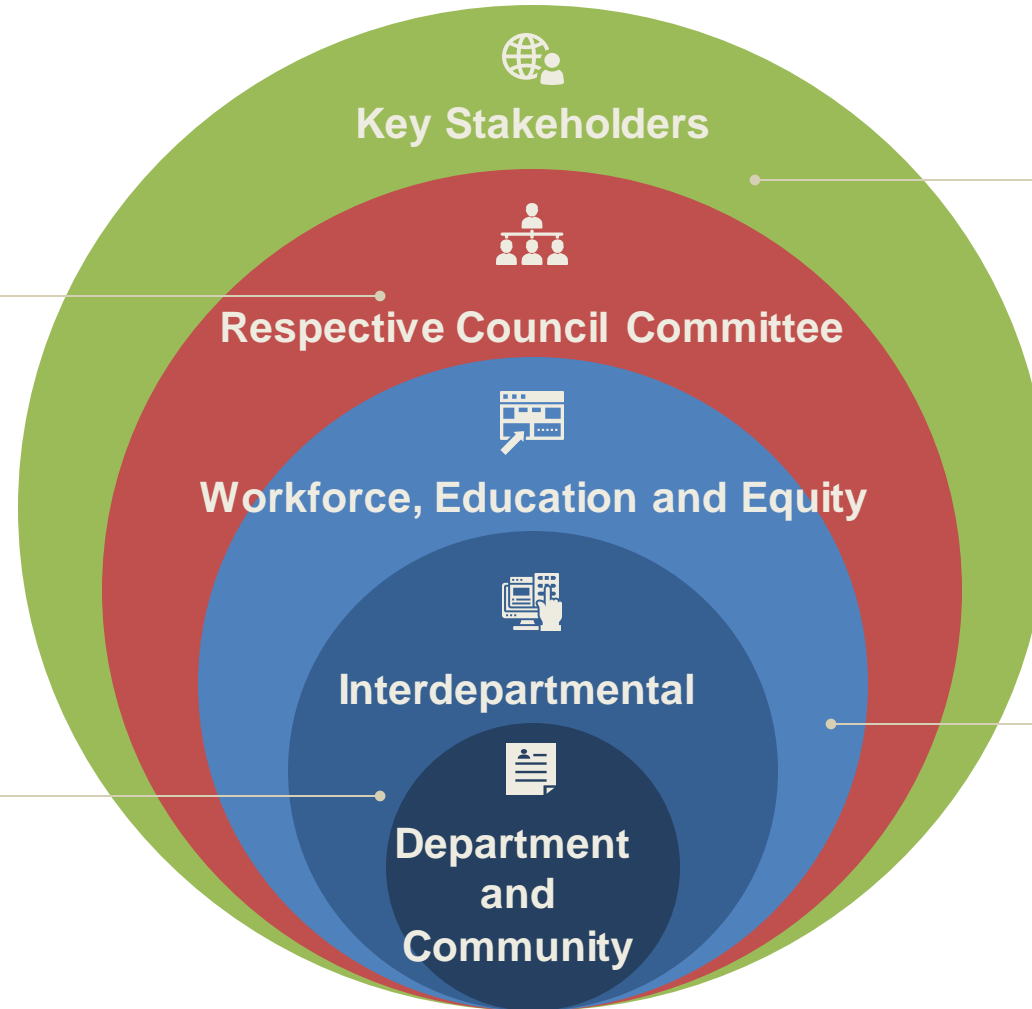 Key Stakeholders
Respective Council Committee
Workforce, Education and Equity
Interdepartmental
Department
and
Community